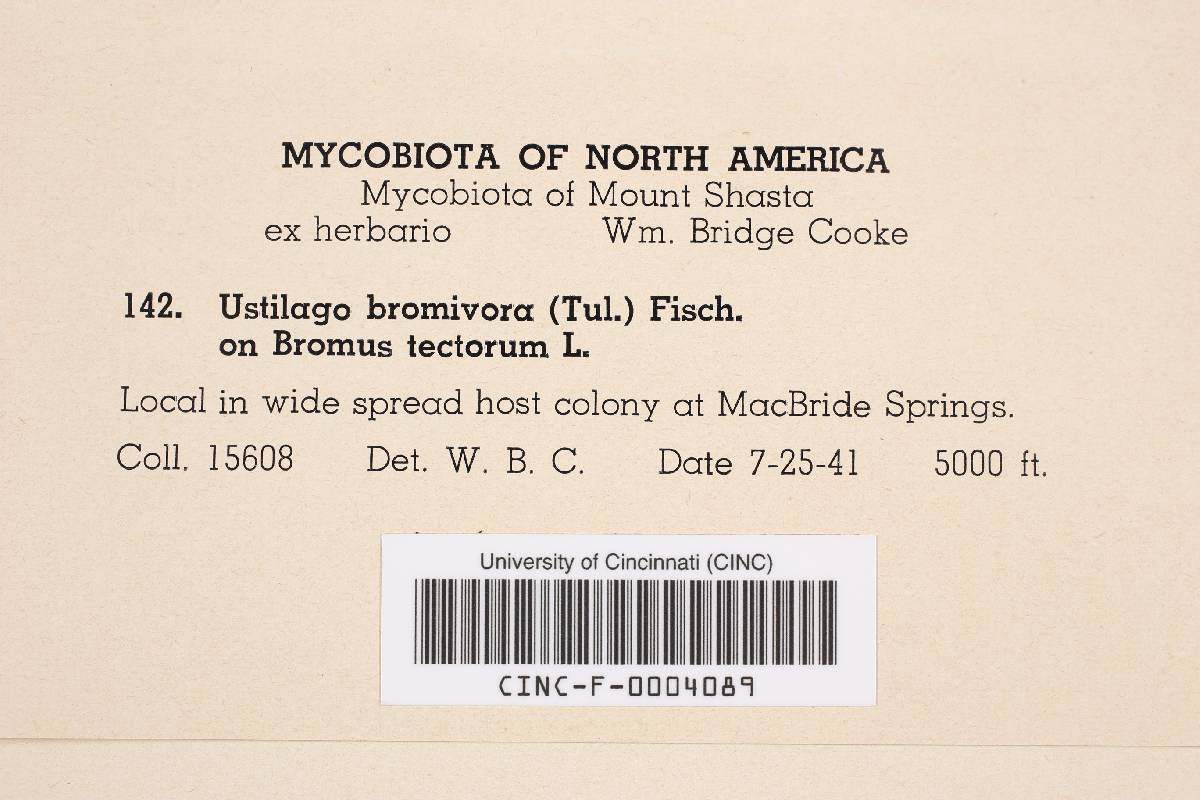 MYCOBIOTA OF NORTH AMERICA
Mycobiota of Mount Shasta
ex herbario Wm. Bridge Cooke
142. Ustilago bromivora (Tul.) Fisch.
on Bromus tectorum L.
Local in wide spread host colony at MacBride Springs.
Coll. 15608 Det. W. B. C. Date 7-25-41 5000 ft.
University of Cincinnati (CINC)
CINC-F-0004089